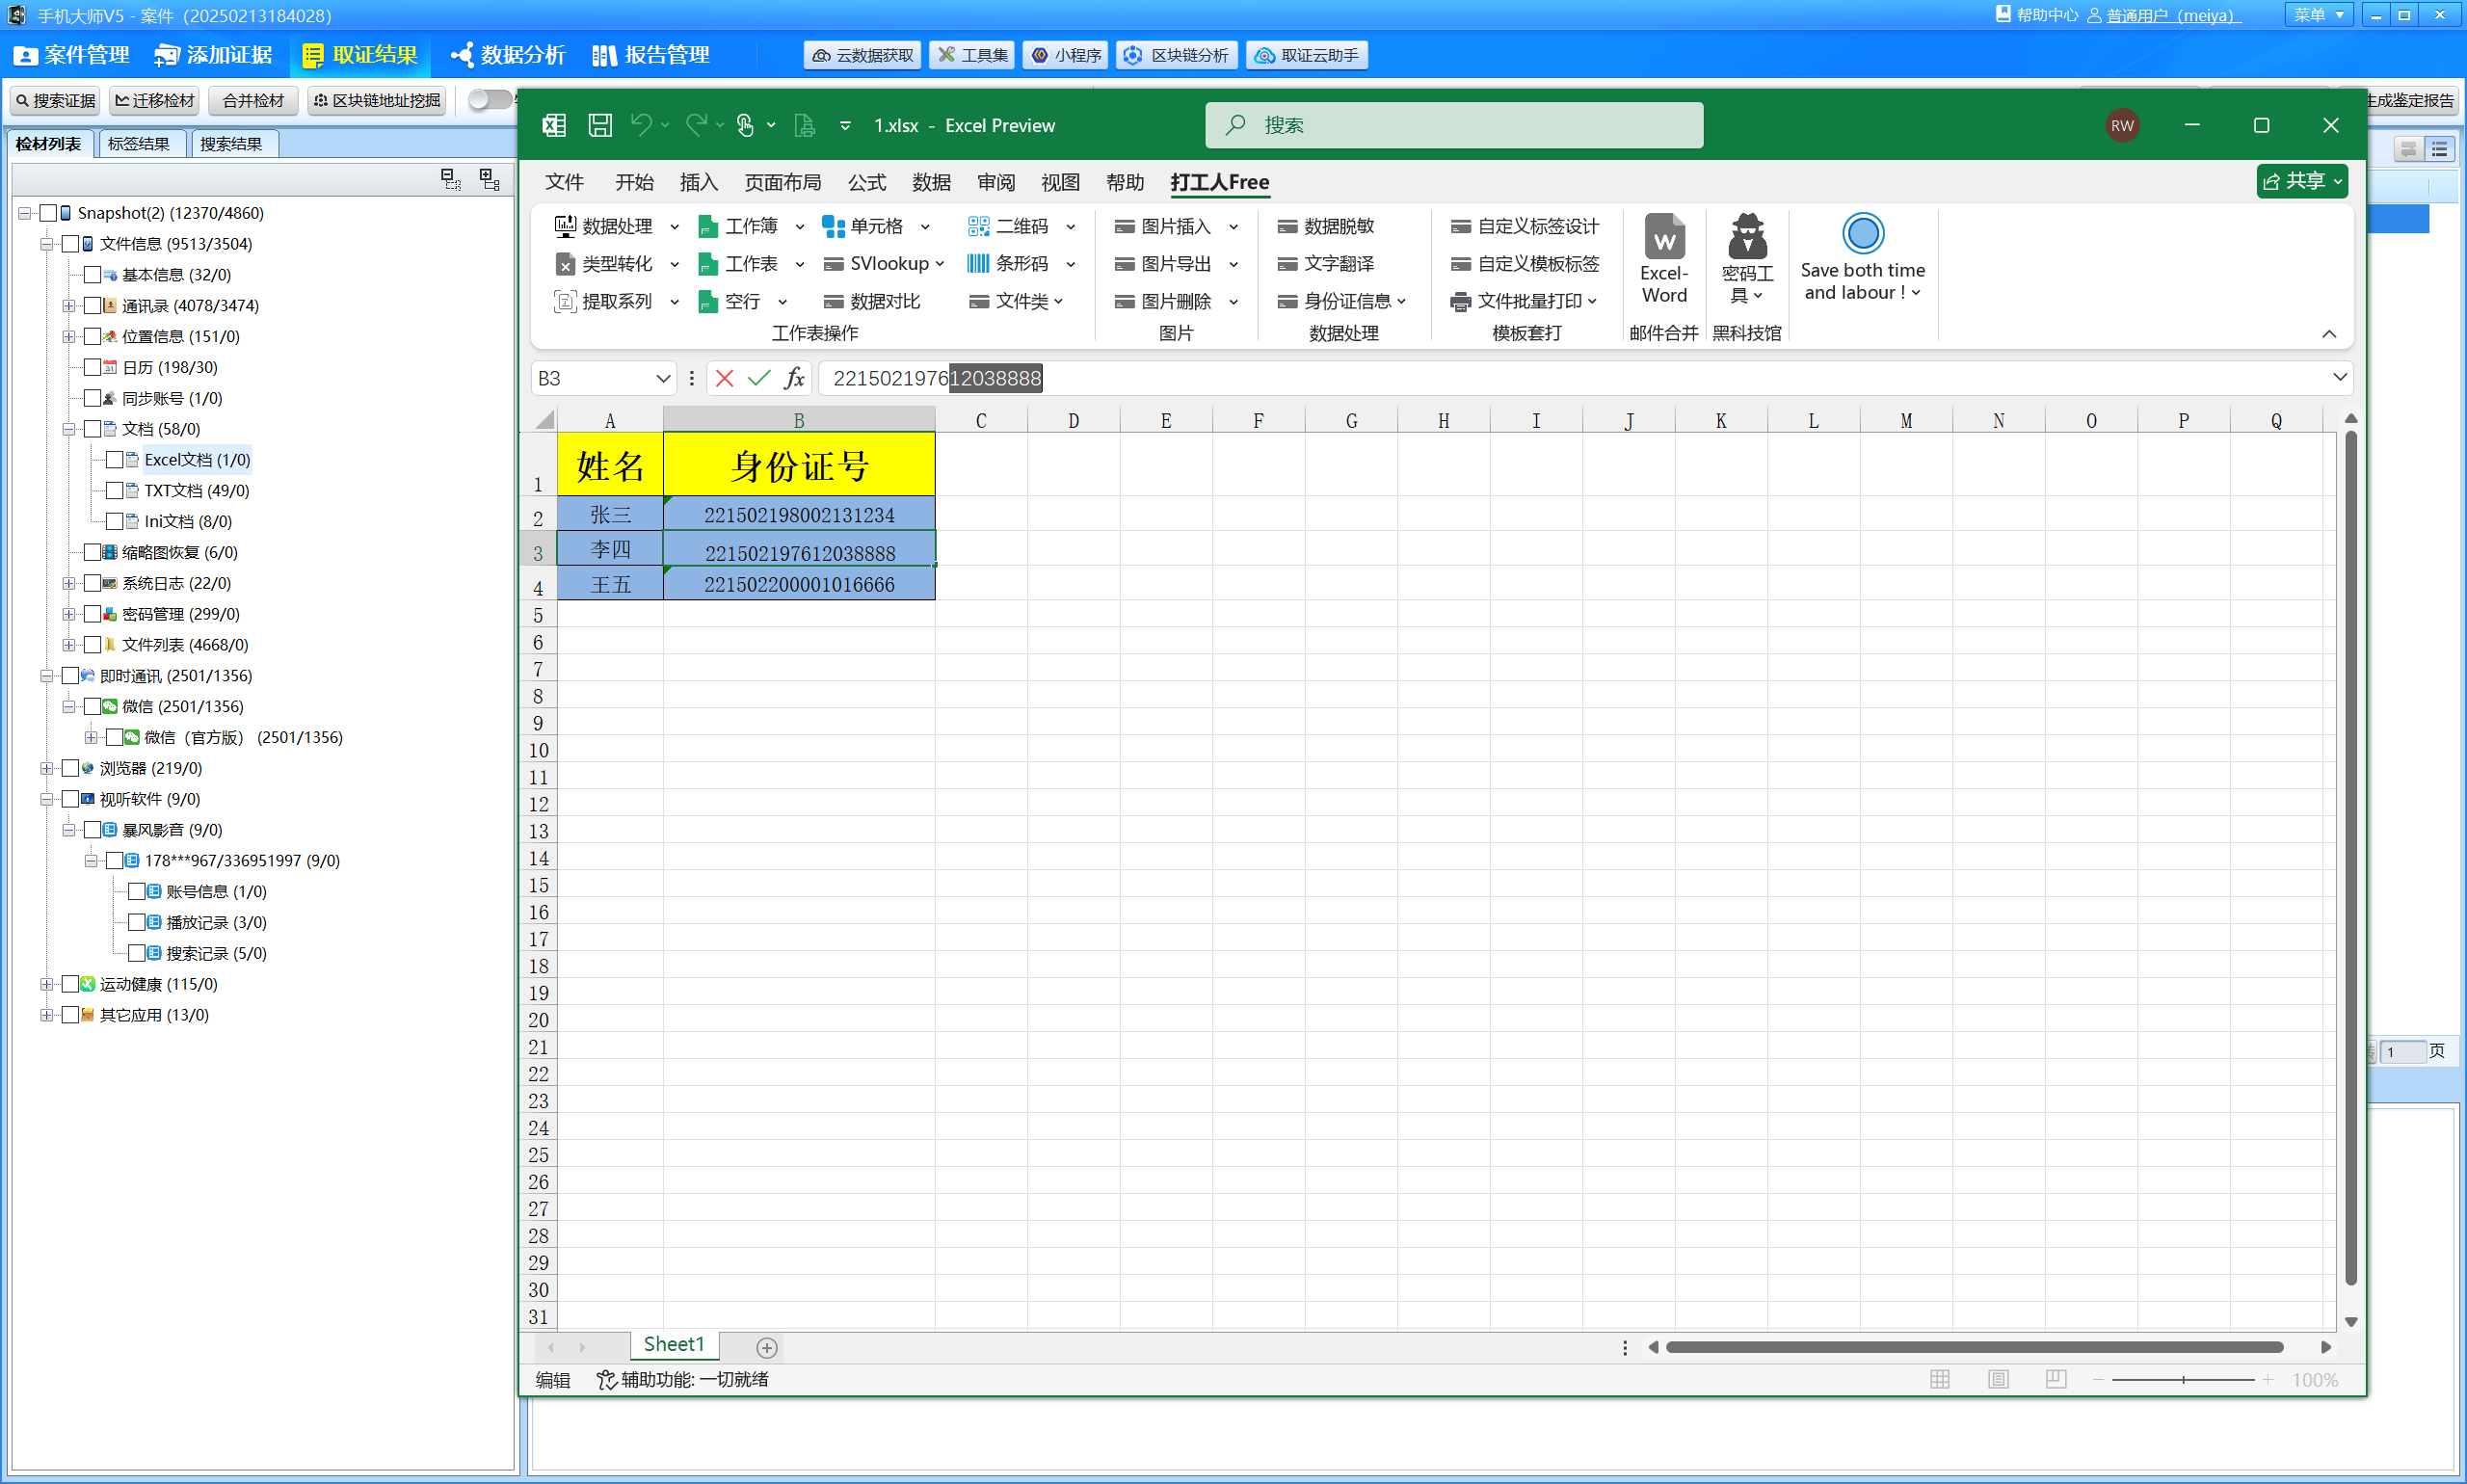 手机大师V5 - 案件（20250213184028）
帮助中心 普通用户（meiya） 菜单
案件管理 添加证据 取证结果 数据分析 报告管理 云数据获取 工具集 小程序 区块链分析 取证云助手
搜索证据 迁移检材 合并检材 区块链地址挖掘 生成鉴定报告
检材列表 标签结果 搜索结果
Snapshot(2) (12370/4860)
文件信息 (9513/3504)
基本信息 (32/0)
通讯录 (4078/3474)
位置信息 (151/0)
日历 (198/30)
同步账号 (1/0)
文档 (58/0)
Excel文档 (1/0)
TXT文档 (49/0)
Ini文档 (8/0)
缩略图恢复 (6/0)
系统日志 (22/0)
密码管理 (299/0)
文件列表 (4668/0)
即时通讯 (2501/1356)
微信 (2501/1356)
微信（官方版） (2501/1356)
浏览器 (219/0)
视听软件 (9/0)
暴风影音 (9/0)
178***967/336951997 (9/0)
账号信息 (1/0)
播放记录 (3/0)
搜索记录 (5/0)
运动健康 (115/0)
其它应用 (13/0)
1.xlsx - Excel Preview
搜索
RW
文件 开始 插入 页面布局 公式 数据 审阅 视图 帮助 打工人Free 共享
数据处理 工作簿 单元格 二维码 图片插入 数据脱敏 自定义标签设计
类型转化 工作表 SVlookup 条形码 图片导出 文字翻译 自定义模板标签
提取系列 空行 数据对比 文件类 图片删除 身份证信息 文件批量打印
Excel-
Word
密码工
具
Save both time
and labour !
工作表操作 图片 数据处理 模板套打 邮件合并 黑科技馆
B3 fx 221502197612038888
A B C D E F G H I J K L M N O P Q
1 姓名 身份证号
2 张三 221502198002131234
3 李四 221502197612038888
4 王五 221502200001016666
5
6
7
8
9
10
11
12
13
14
15
16
17
18
19
20
21
22
23
24
25
26
27
28
29
30
31
Sheet1
编辑 辅助功能: 一切就绪 100%
1 页